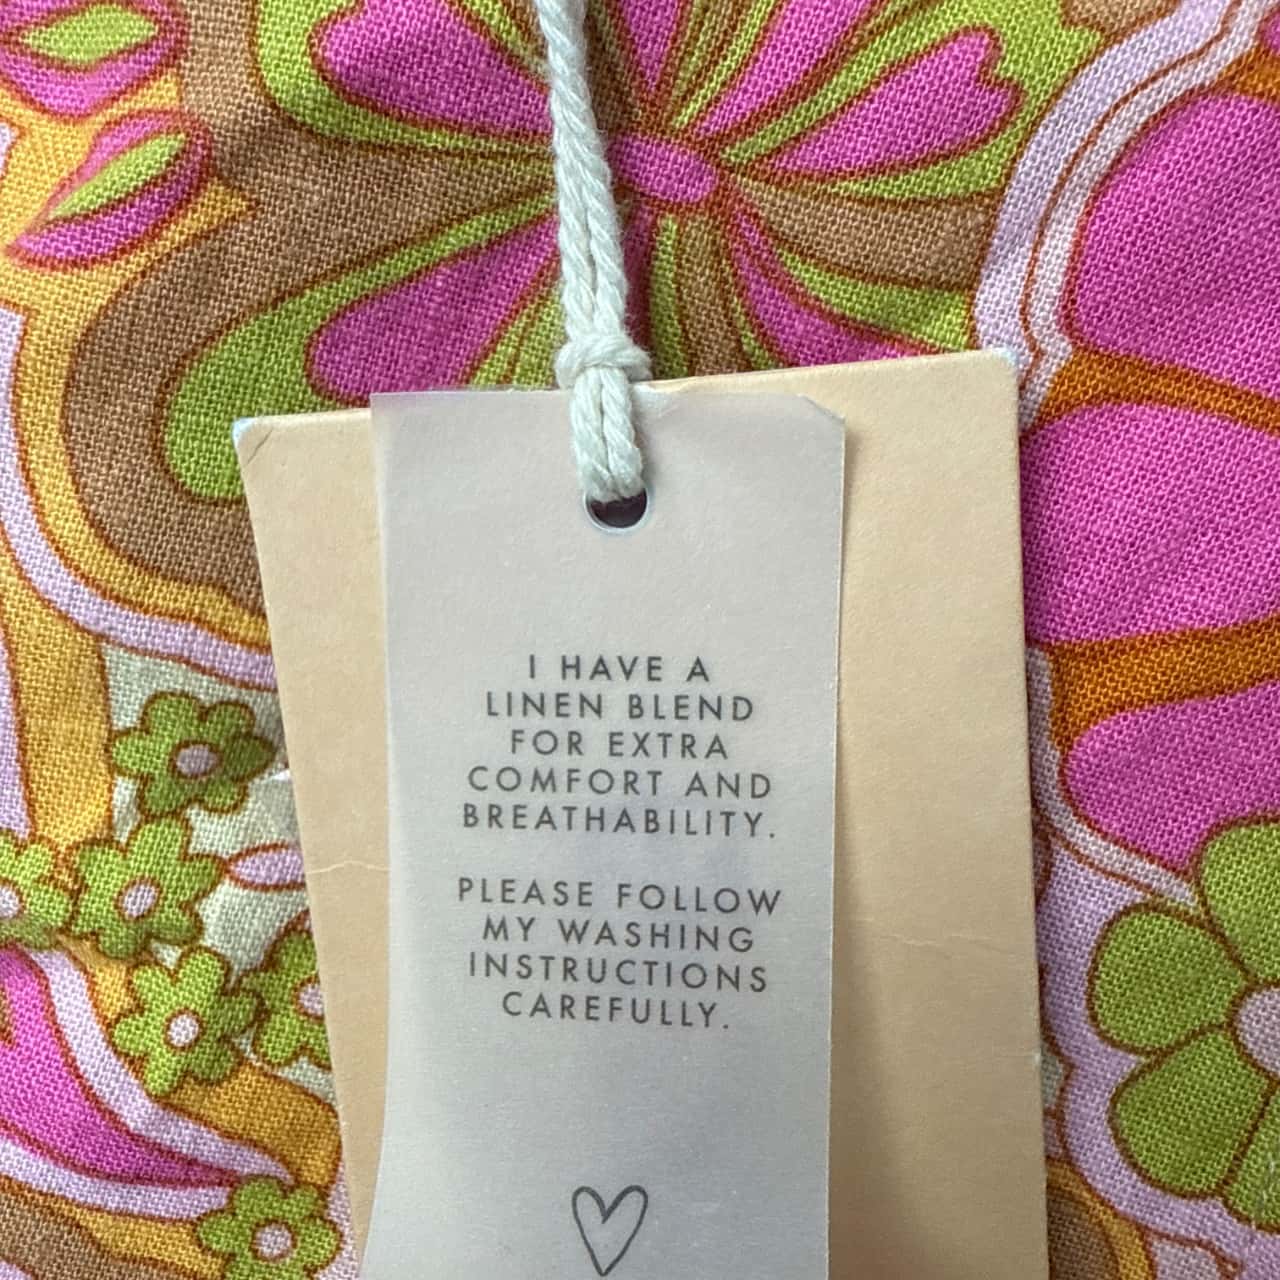 I HAVE A
LINEN BLEND
FOR EXTRA
COMFORT AND
BREATHABILITY.
PLEASE FOLLOW
MY WASHING
INSTRUCTIONS
CAREFULLY.